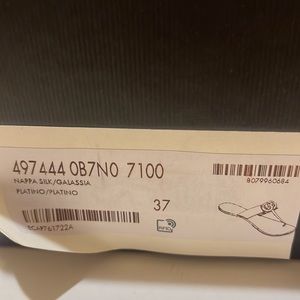 497444 0B7N0 7100
NAPPA SILK/GALASSIA
PLATINO/PLATINO
37
8079960684